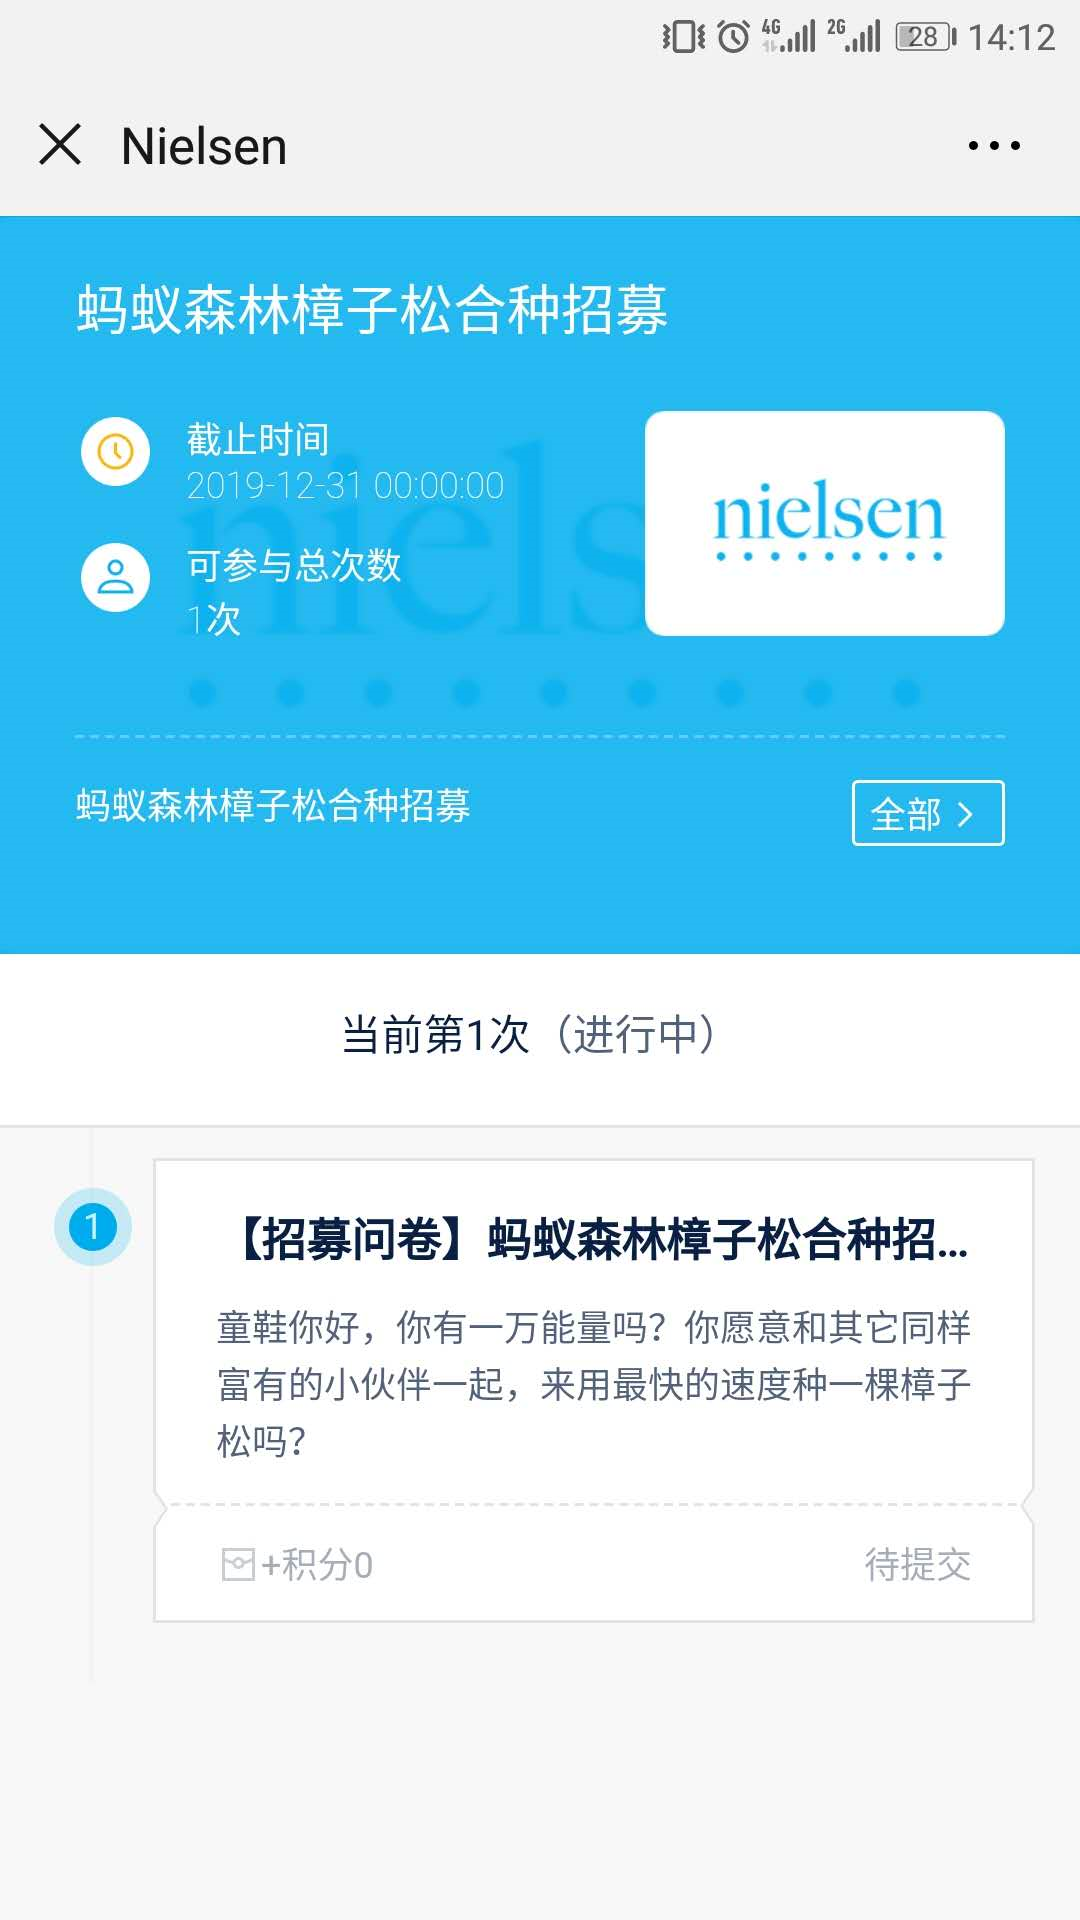 4G 2G 28 14:12
Nielsen
蚂蚁森林樟子松合种招募
截止时间
2019-12-31 00:00:00
可参与总次数
1次
nielsen
niels
蚂蚁森林樟子松合种招募
全部
当前第1次（进行中）
1
【招募问卷】蚂蚁森林樟子松合种招...
童鞋你好，你有一万能量吗？你愿意和其它同样
富有的小伙伴一起，来用最快的速度种一棵樟子
松吗？
+积分0
待提交